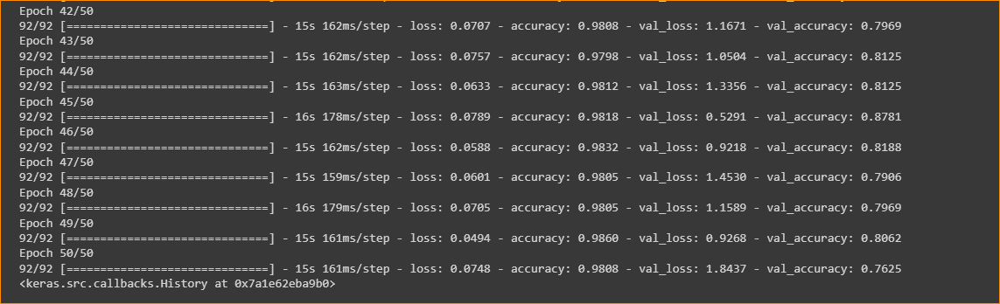 Epoch 42/50
92/92 [==============================] - 15s 162ms/step - loss: 0.0707 - accuracy: 0.9808 - val_loss: 1.1671 - val_accuracy: 0.7969
Epoch 43/50
92/92 [==============================] - 15s 162ms/step - loss: 0.0757 - accuracy: 0.9798 - val_loss: 1.0504 - val_accuracy: 0.8125
Epoch 44/50
92/92 [==============================] - 15s 163ms/step - loss: 0.0633 - accuracy: 0.9812 - val_loss: 1.3356 - val_accuracy: 0.8125
Epoch 45/50
92/92 [==============================] - 16s 178ms/step - loss: 0.0789 - accuracy: 0.9818 - val_loss: 0.5291 - val_accuracy: 0.8781
Epoch 46/50
92/92 [==============================] - 15s 162ms/step - loss: 0.0588 - accuracy: 0.9832 - val_loss: 0.9218 - val_accuracy: 0.8188
Epoch 47/50
92/92 [==============================] - 15s 159ms/step - loss: 0.0601 - accuracy: 0.9805 - val_loss: 1.4530 - val_accuracy: 0.7906
Epoch 48/50
92/92 [==============================] - 16s 179ms/step - loss: 0.0705 - accuracy: 0.9805 - val_loss: 1.1589 - val_accuracy: 0.7969
Epoch 49/50
92/92 [==============================] - 15s 161ms/step - loss: 0.0494 - accuracy: 0.9860 - val_loss: 0.9268 - val_accuracy: 0.8062
Epoch 50/50
92/92 [==============================] - 15s 161ms/step - loss: 0.0748 - accuracy: 0.9808 - val_loss: 1.8437 - val_accuracy: 0.7625
<keras.src.callbacks.History at 0x7a1e62eba9b0>